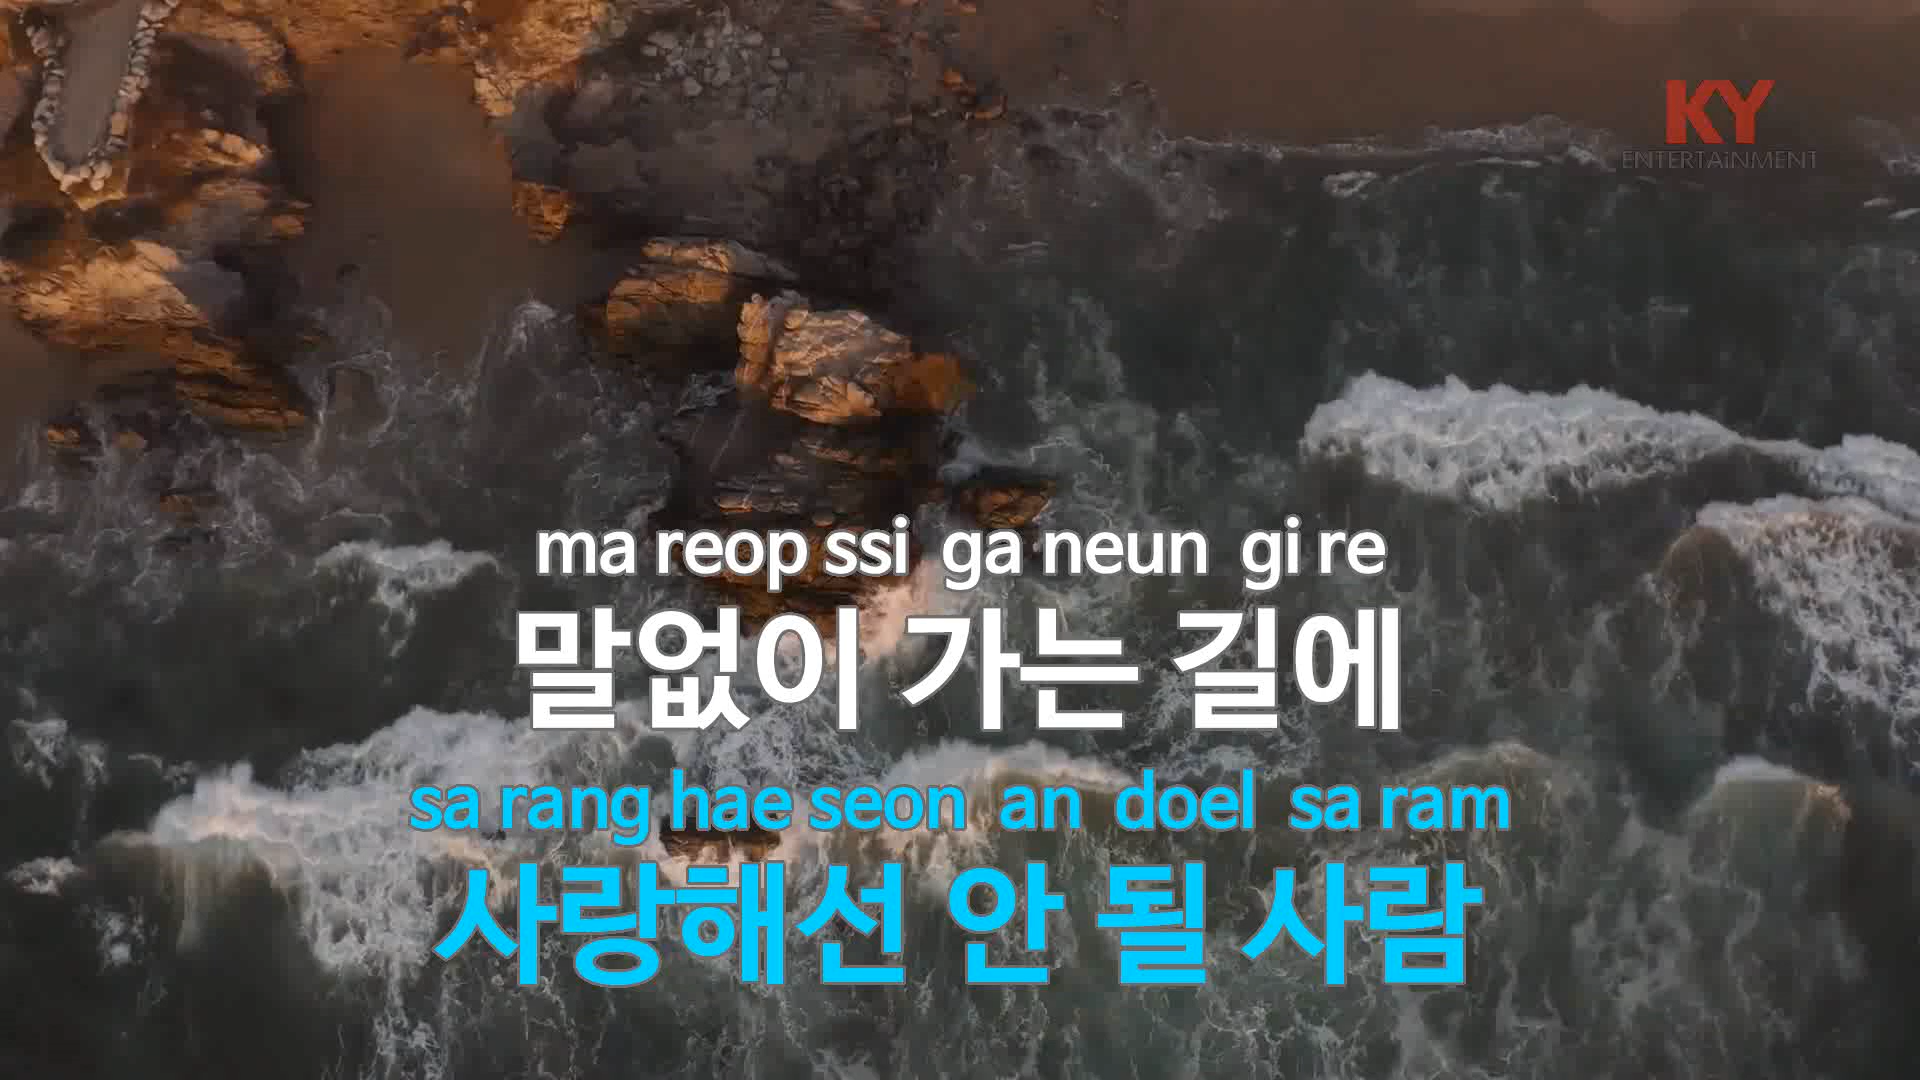 KY
ENTERTAiNMENT
ma reop ssi ga neun gi re
말없이 가는 길에
sa rang hae seon an doel sa ram
사랑해선 안 될 사람